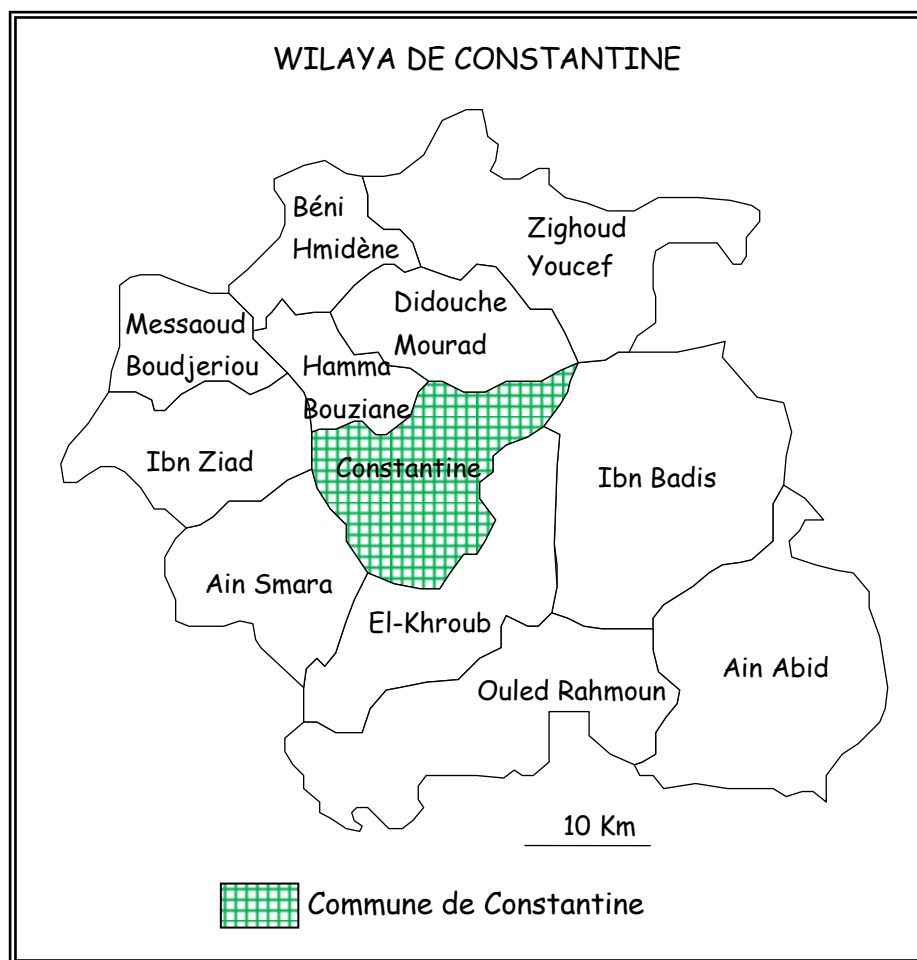 WILAYA DE CONSTANTINE
Béni
Hmidène
Zighoud
Youcef
Didouche
Mourad
Messaoud
Boudjeriou
Hamma
Bouziane
Ibn Ziad
Constantine
Ibn Badis
Ain Smara
El-Khroub
Ain Abid
Ouled Rahmoun
10 Km
Commune de Constantine